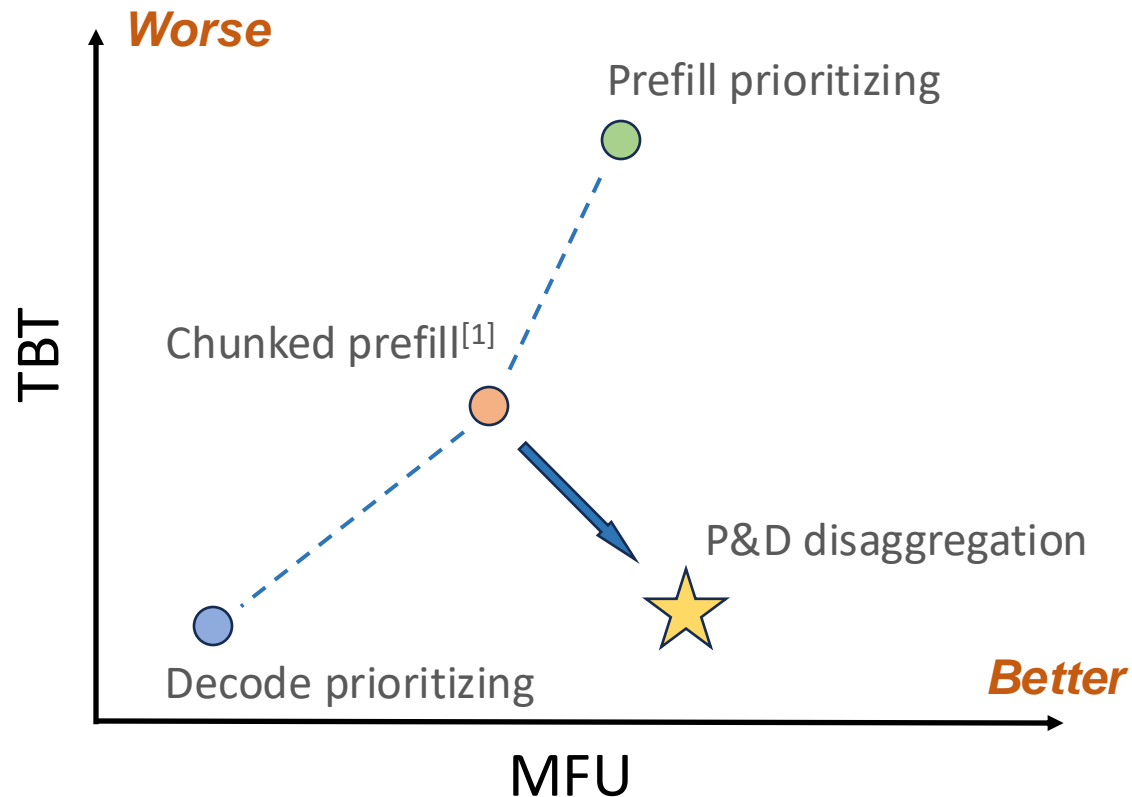 Worse
Prefill prioritizing
TBT
Chunked prefill[1]
P&D disaggregation
Decode prioritizing
Better
MFU